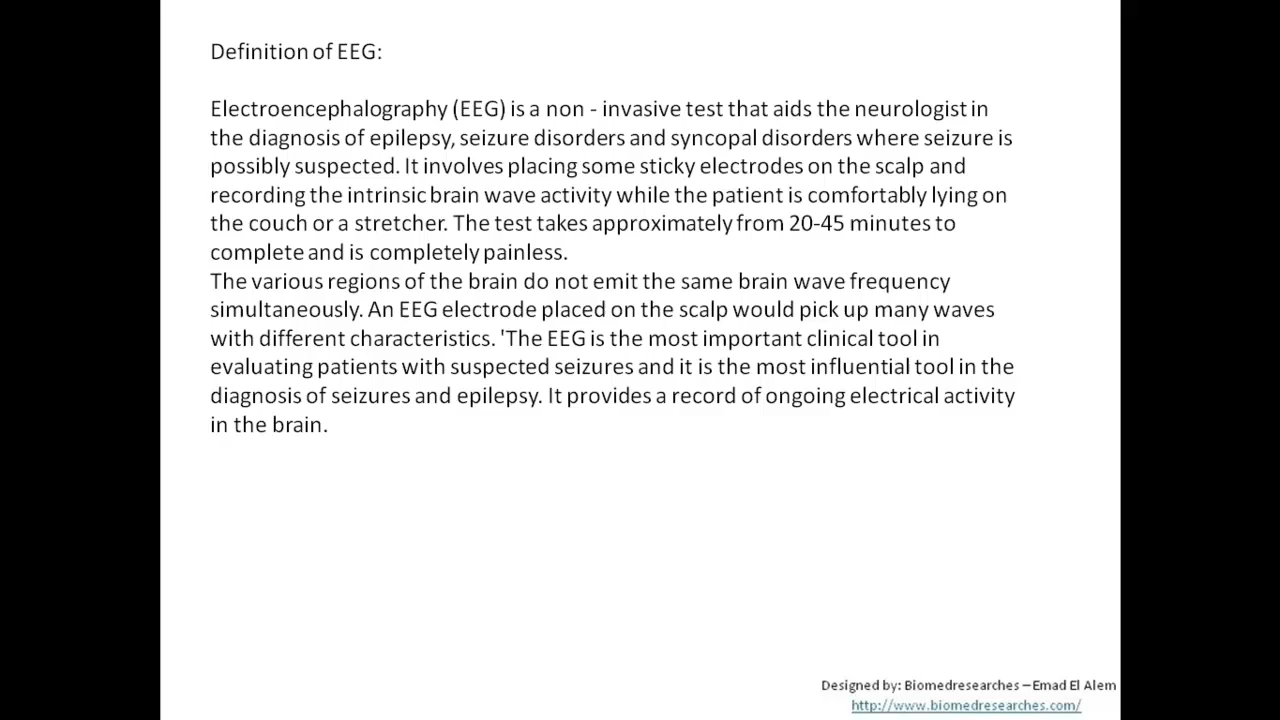 Definition of EEG:
Electroencephalography (EEG) is a non - invasive test that aids the neurologist in
the diagnosis of epilepsy, seizure disorders and syncopal disorders where seizure is
possibly suspected. It involves placing some sticky electrodes on the scalp and
recording the intrinsic brain wave activity while the patient is comfortably lying on
the couch or a stretcher. The test takes approximately from 20-45 minutes to
complete and is completely painless.
The various regions of the brain do not emit the same brain wave frequency
simultaneously. An EEG electrode placed on the scalp would pick up many waves
with different characteristics. 'The EEG is the most important clinical tool in
evaluating patients with suspected seizures and it is the most influential tool in the
diagnosis of seizures and epilepsy. It provides a record of ongoing electrical activity
in the brain.
Designed by: Biomedresearches – Emad El Alem
http://www.biomedresearches.com/